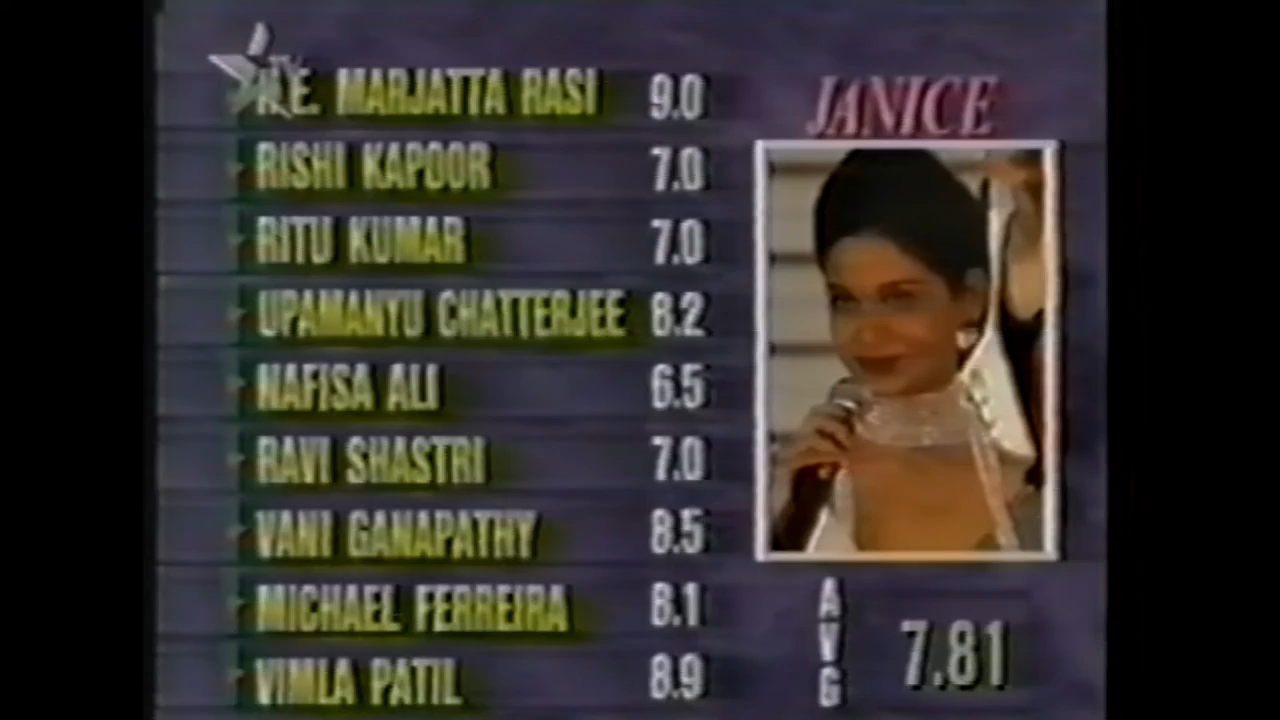 TV
H.E. MARJATTA RASI 9.0
RISHI KAPOOR 7.0
RITU KUMAR 7.0
UPAMANYU CHATTERJEE 8.2
NAFISA ALI 6.5
RAVI SHASTRI 7.0
VANI GANAPATHY 8.5
MICHAEL FERREIRA 8.1
VIMLA PATIL 8.9
JANICE
AVG 7.81